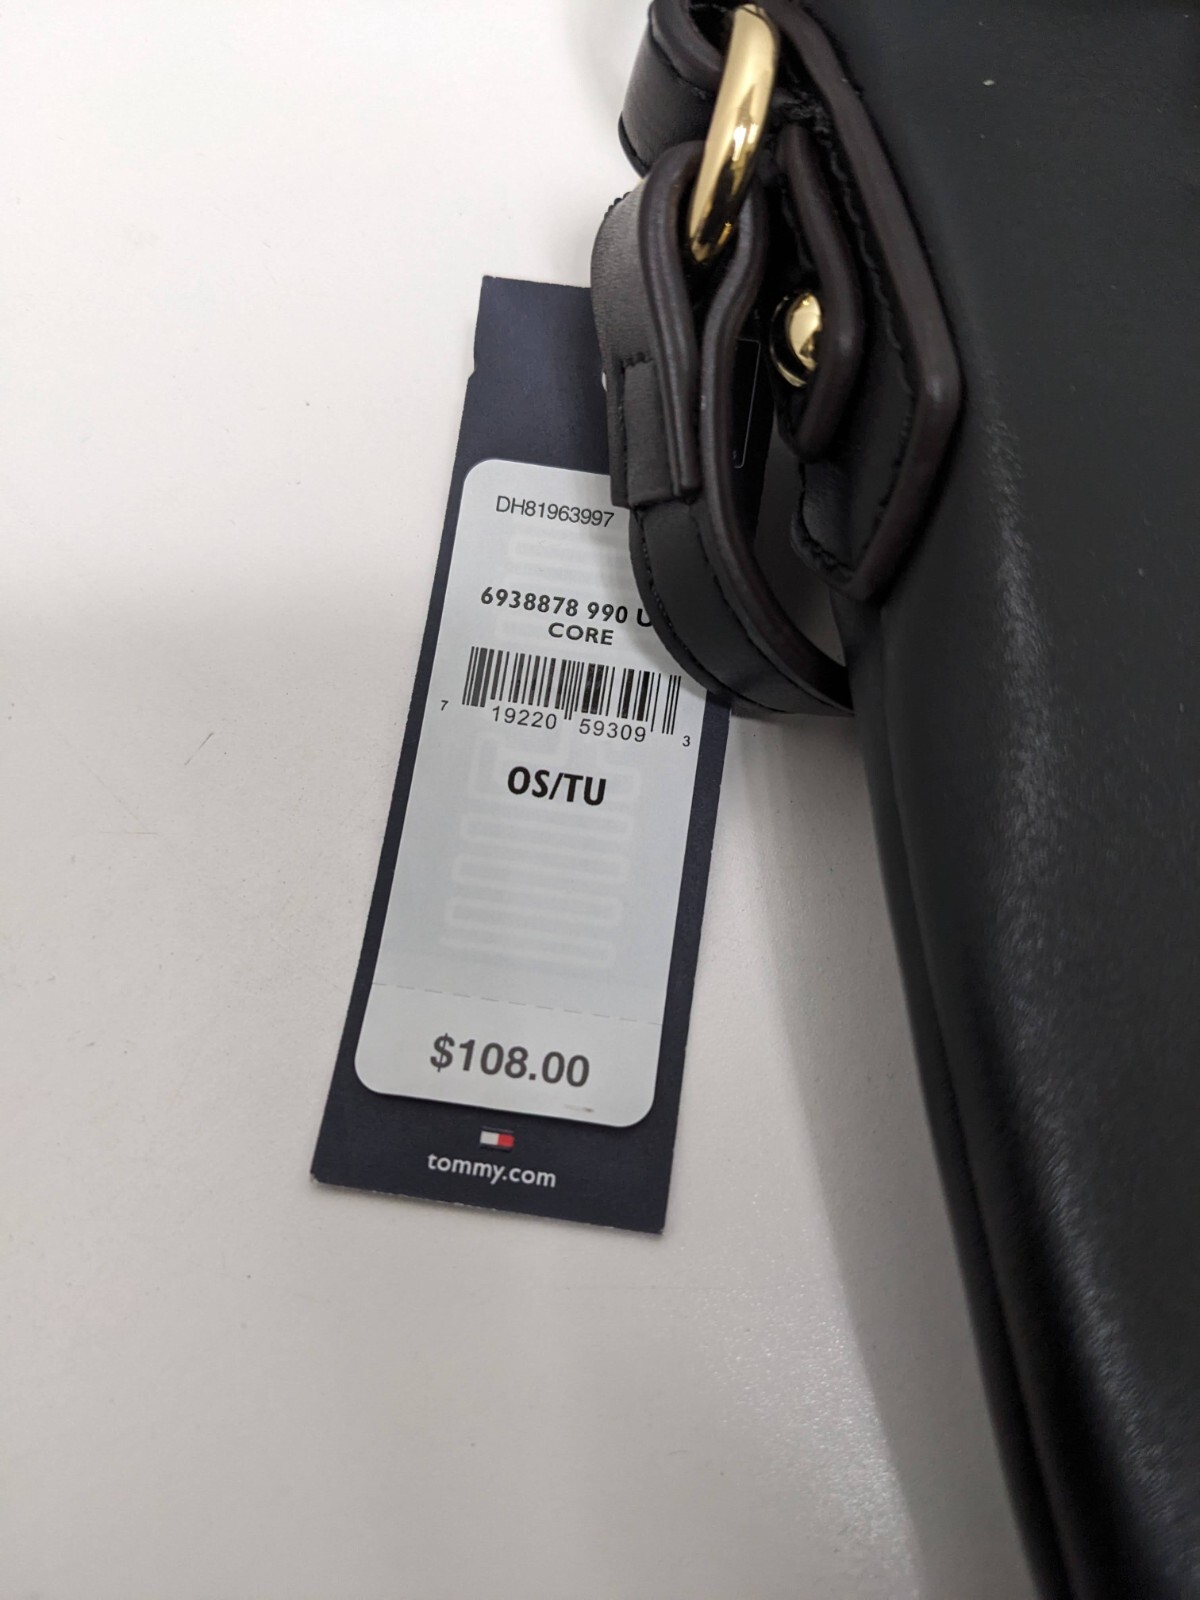 DH81963997
6938878 990 U
CORE
7 19220 59309 3
OS/TU
$108.00
tommy.com